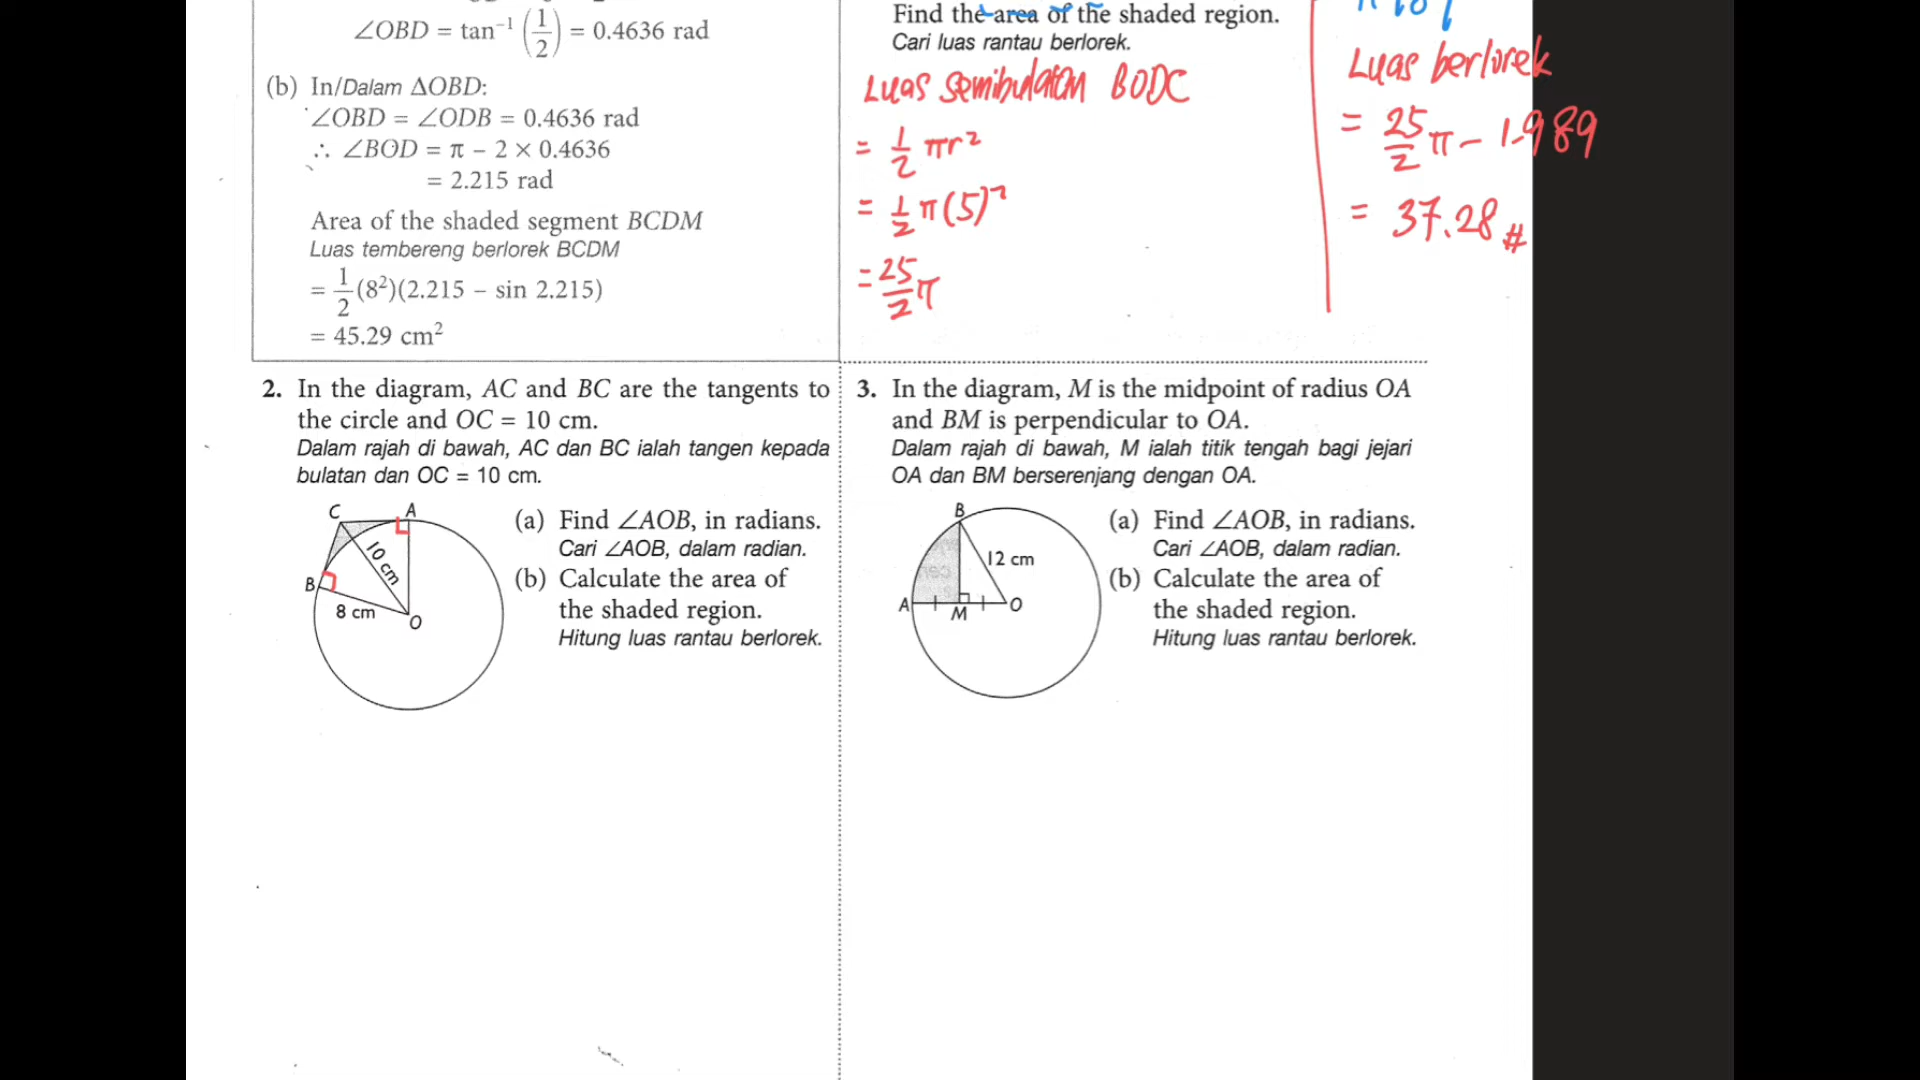 ∠OBD = tan⁻¹ (1/2) = 0.4636 rad
(b) In/Dalam ΔOBD:
∠OBD = ∠ODB = 0.4636 rad
∴ ∠BOD = π − 2 × 0.4636
= 2.215 rad
Area of the shaded segment BCDM
Luas tembereng berlorek BCDM
= 1/2 (8²)(2.215 − sin 2.215)
= 45.29 cm²
Find the area of the shaded region.
Cari luas rantau berlorek.
Luas semibulatan BODC
= 1/2 πr²
= 1/2 π(5)²
= 25/2 π
Luas berlorek
= 25/2 π − 1.989
= 37.28 #
2. In the diagram, AC and BC are the tangents to
the circle and OC = 10 cm.
Dalam rajah di bawah, AC dan BC ialah tangen kepada
bulatan dan OC = 10 cm.
C A
10 cm
B
8 cm
O
(a) Find ∠AOB, in radians.
Cari ∠AOB, dalam radian.
(b) Calculate the area of
the shaded region.
Hitung luas rantau berlorek.
3. In the diagram, M is the midpoint of radius OA
and BM is perpendicular to OA.
Dalam rajah di bawah, M ialah titik tengah bagi jejari
OA dan BM berserenjang dengan OA.
B
12 cm
A M O
(a) Find ∠AOB, in radians.
Cari ∠AOB, dalam radian.
(b) Calculate the area of
the shaded region.
Hitung luas rantau berlorek.